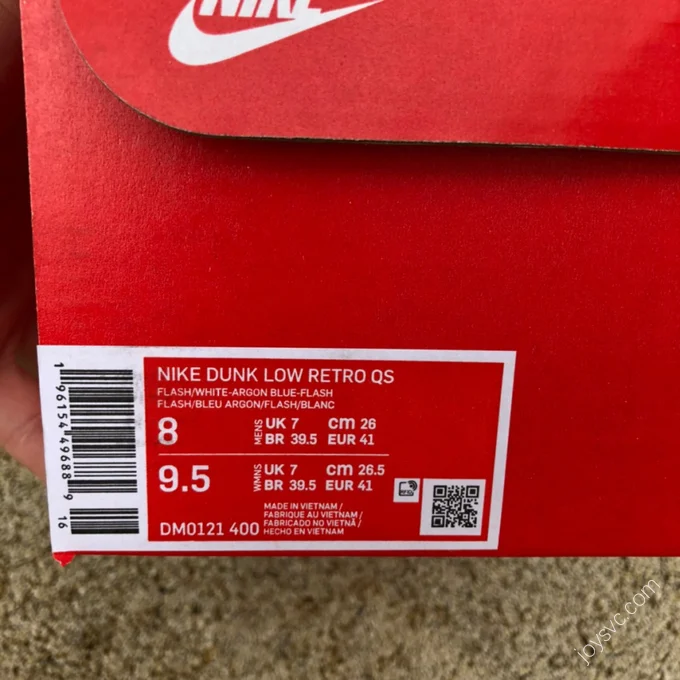 NIKE
NIKE DUNK LOW RETRO QS
FLASH/WHITE-ARGON BLUE-FLASH
FLASH/BLEU ARGON/FLASH/BLANC
8 MENS UK 7 cm 26
BR 39.5 EUR 41
9.5 WMNS UK 7 cm 26.5
BR 39.5 EUR 41
DM0121 400
MADE IN VIETNAM /
FABRIQUE AU VIETNAM /
FABRICADO NO VIETNÃ /
HECHO EN VIETNAM
1 96154 49688 9 16
joysvc.com